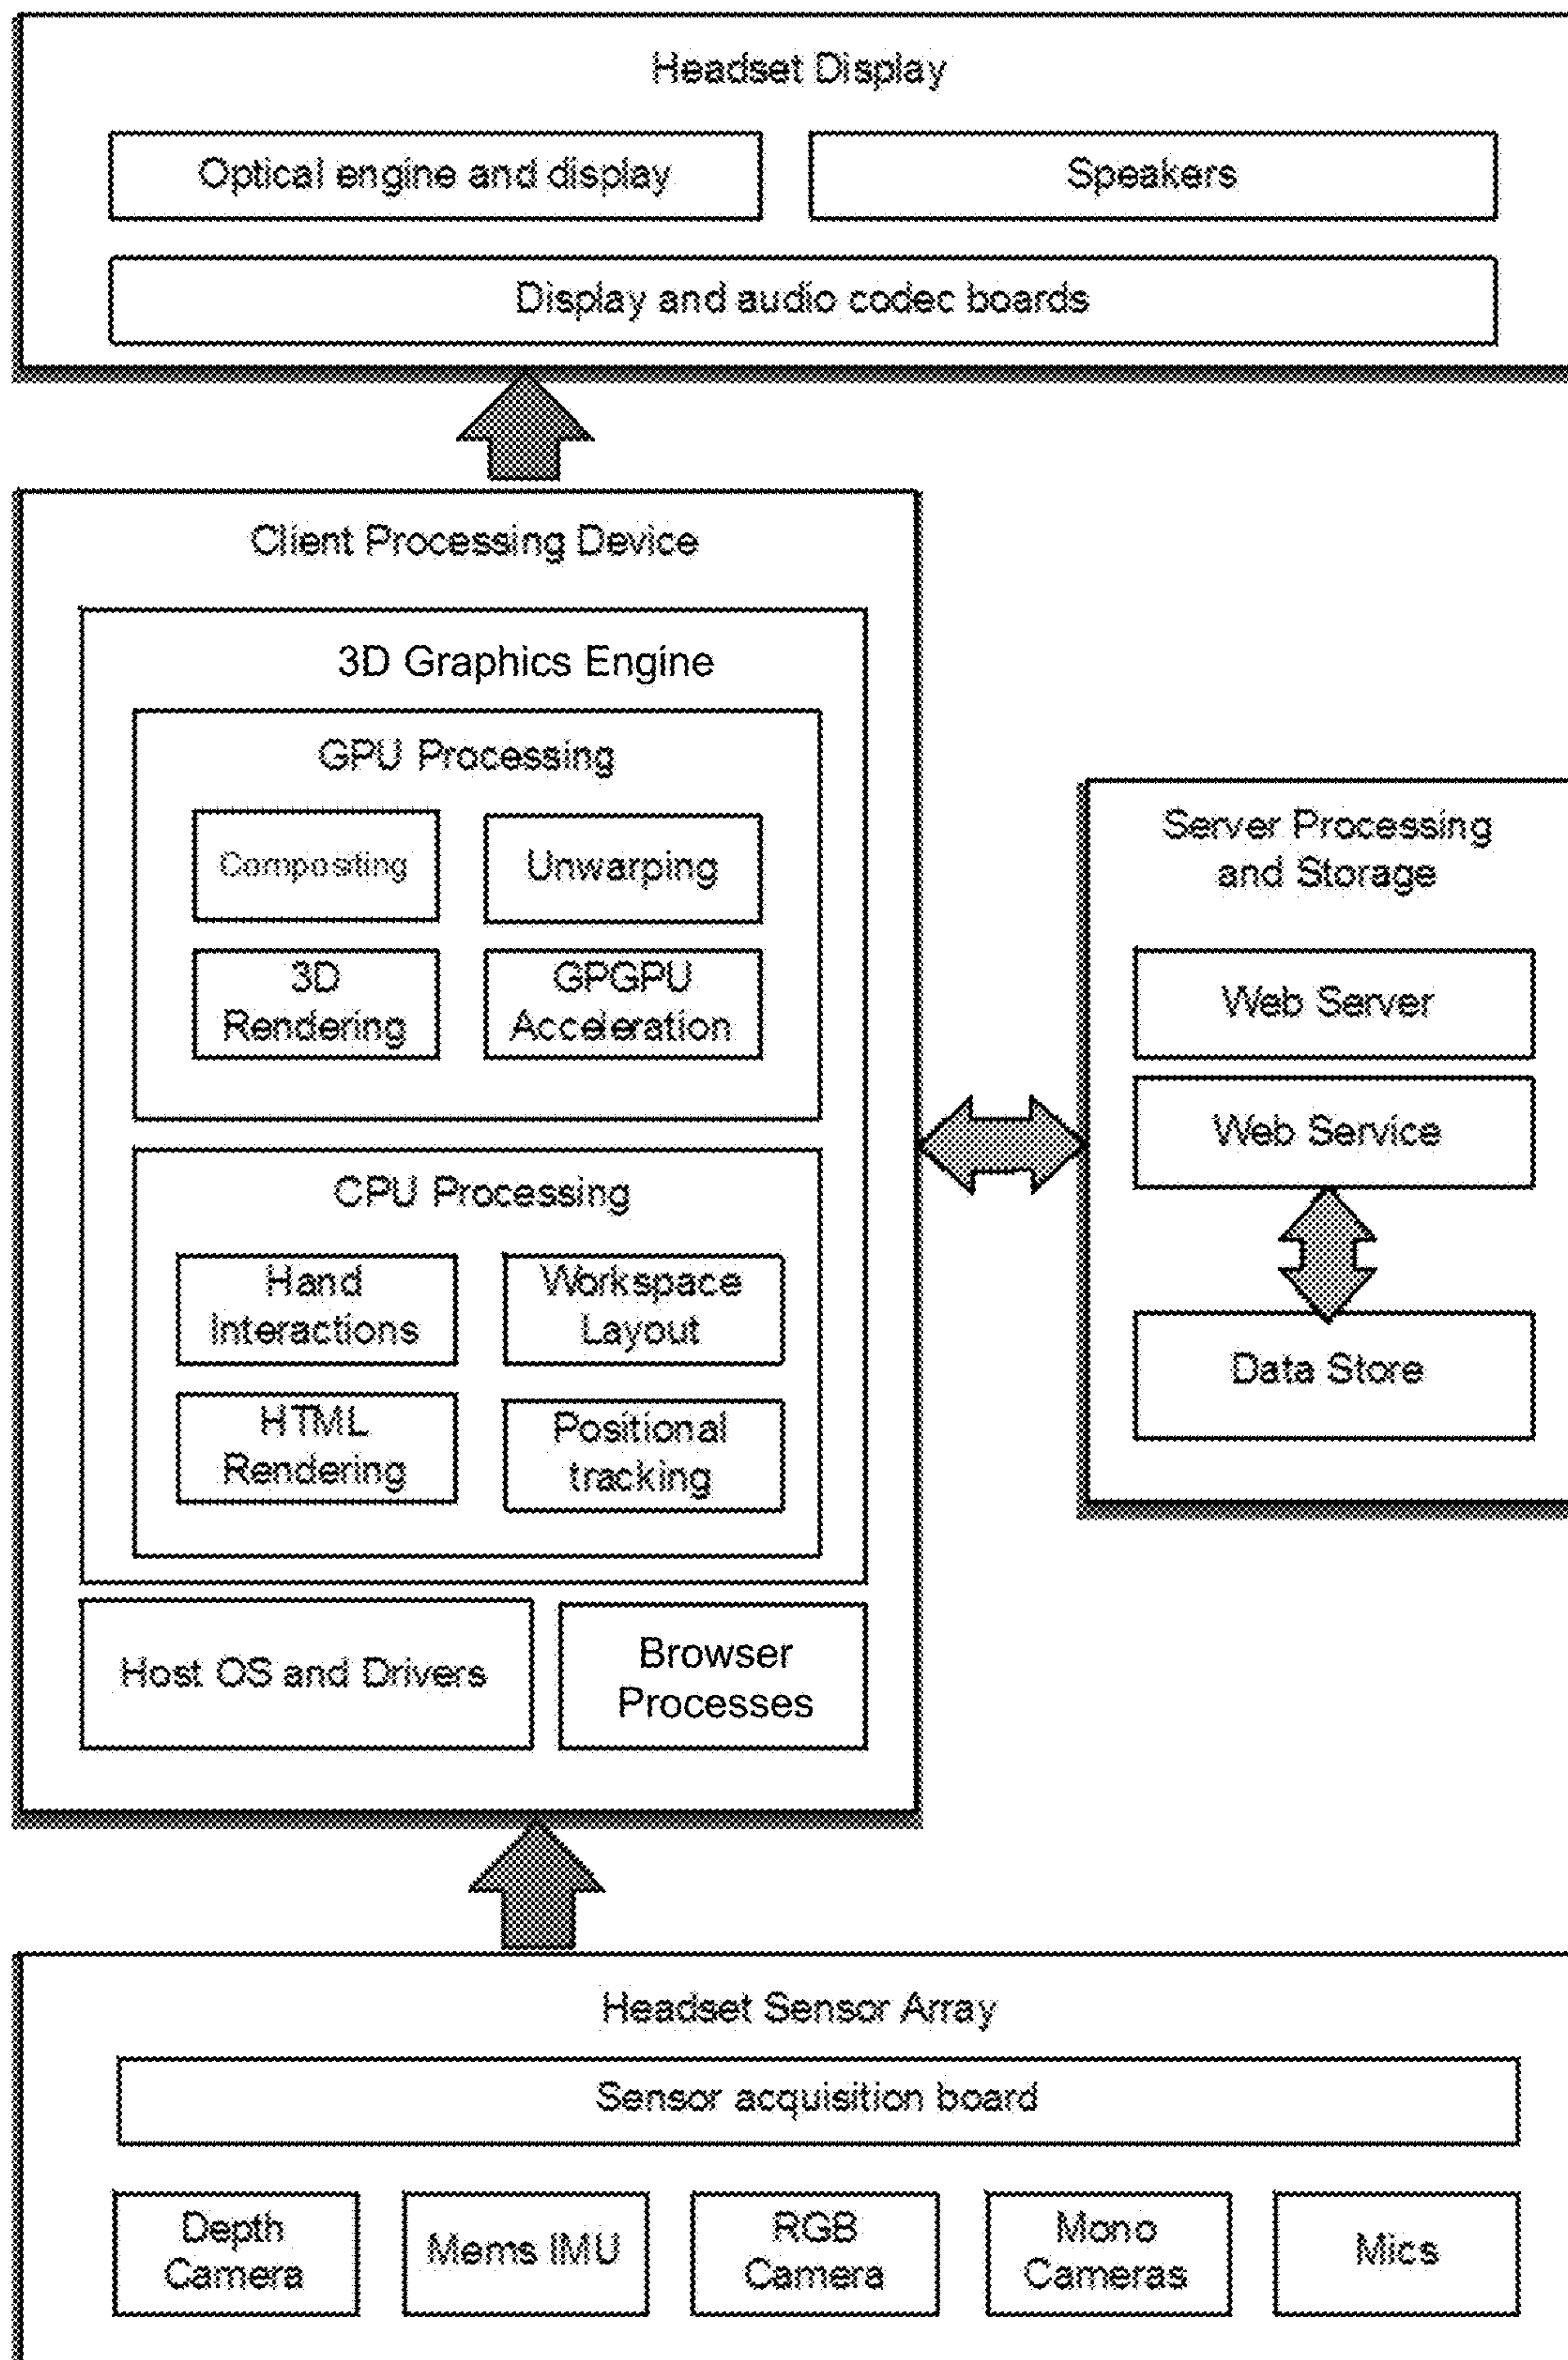 Headset Display
Optical engine and display
Speakers
Display and audio codec boards
Client Processing Device
3D Graphics Engine
GPU Processing
Compositing
Unwarping
3D
Rendering
GPGPU
Acceleration
CPU Processing
Hand
Interactions
Workspace
Layout
HTML
Rendering
Positional
tracking
Host OS and Drivers
Browser
Processes
Server Processing
and Storage
Web Server
Web Service
Data Store
Headset Sensor Array
Sensor acquisition board
Depth
Camera
Mems IMU
RGB
Camera
Mono
Cameras
Mics